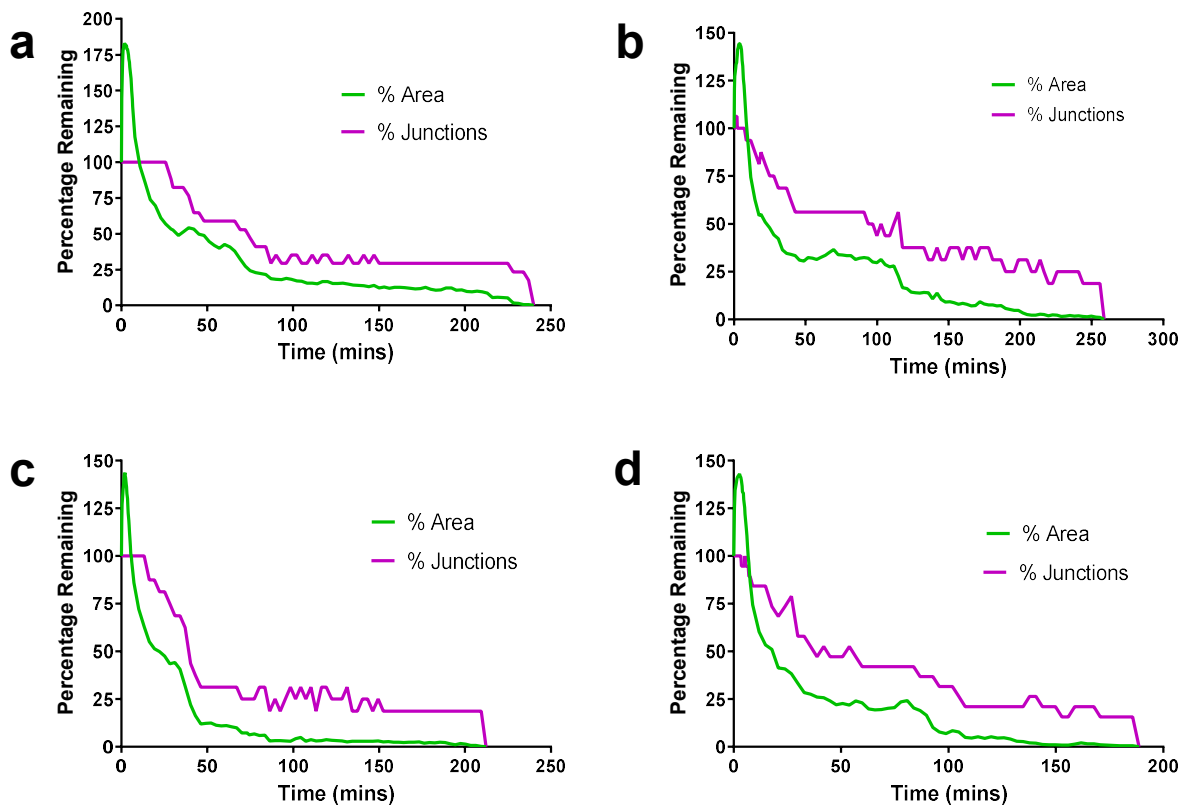 a
200
175
150
125
100
75
50
25
0
Percentage Remaining
% Area
% Junctions
0 50 100 150 200 250
Time (mins)
b
150
125
100
75
50
25
0
Percentage Remaining
% Area
% Junctions
0 50 100 150 200 250 300
Time (mins)
c
150
125
100
75
50
25
0
Percentage Remaining
% Area
% Junctions
0 50 100 150 200 250
Time (mins)
d
150
125
100
75
50
25
0
Percentage Remaining
% Area
% Junctions
0 50 100 150 200
Time (mins)